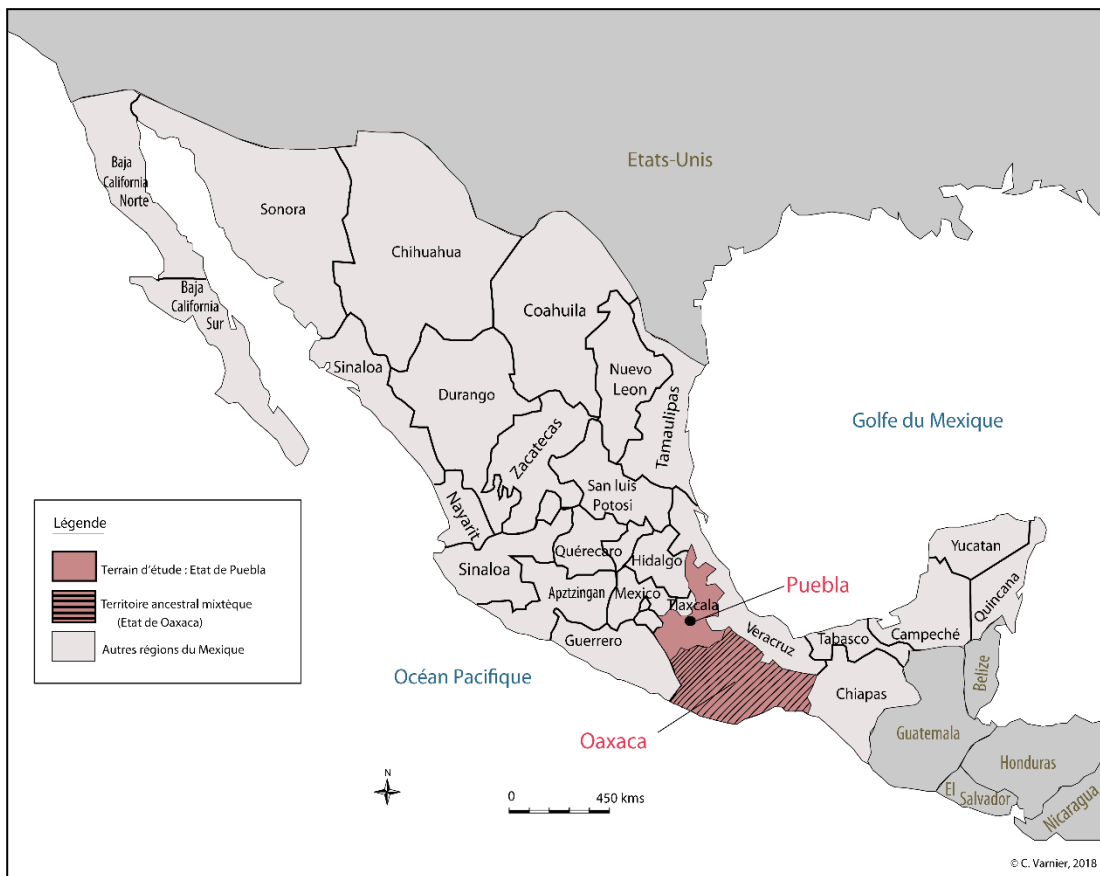 Etats-Unis
Baja
California
Norte
Sonora
Chihuahua
Baja
California
Sur
Coahuila
Sinaloa
Nuevo
Leon
Durango
Tamaulipas
Golfe du Mexique
Zacatecas
San luis
Potosi
Nayarit
Légende
Terrain d'étude : Etat de Puebla
Territoire ancestral mixtèque
(Etat de Oaxaca)
Autres régions du Mexique
Quérecaro
Hidalgo
Yucatan
Sinaloa
Apztzingan
Mexico
Tlaxcala
Puebla
Quincana
Guerrero
Veracruz
Tabasco
Campeché
Océan Pacifique
Chiapas
Belize
Oaxaca
Guatemala
Honduras
El
Salvador
Nicaragua
N
0 450 kms
© C. Varnier, 2018